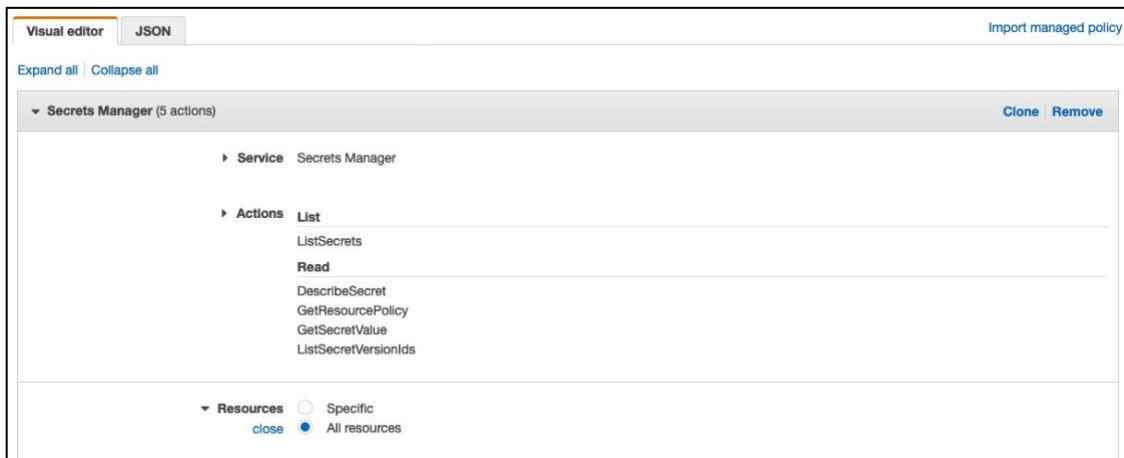 Visual editor JSON Import managed policy
Expand all Collapse all
Secrets Manager (5 actions) Clone Remove
Service Secrets Manager
Actions List
ListSecrets
Read
DescribeSecret
GetResourcePolicy
GetSecretValue
ListSecretVersionIds
Resources Specific
close All resources